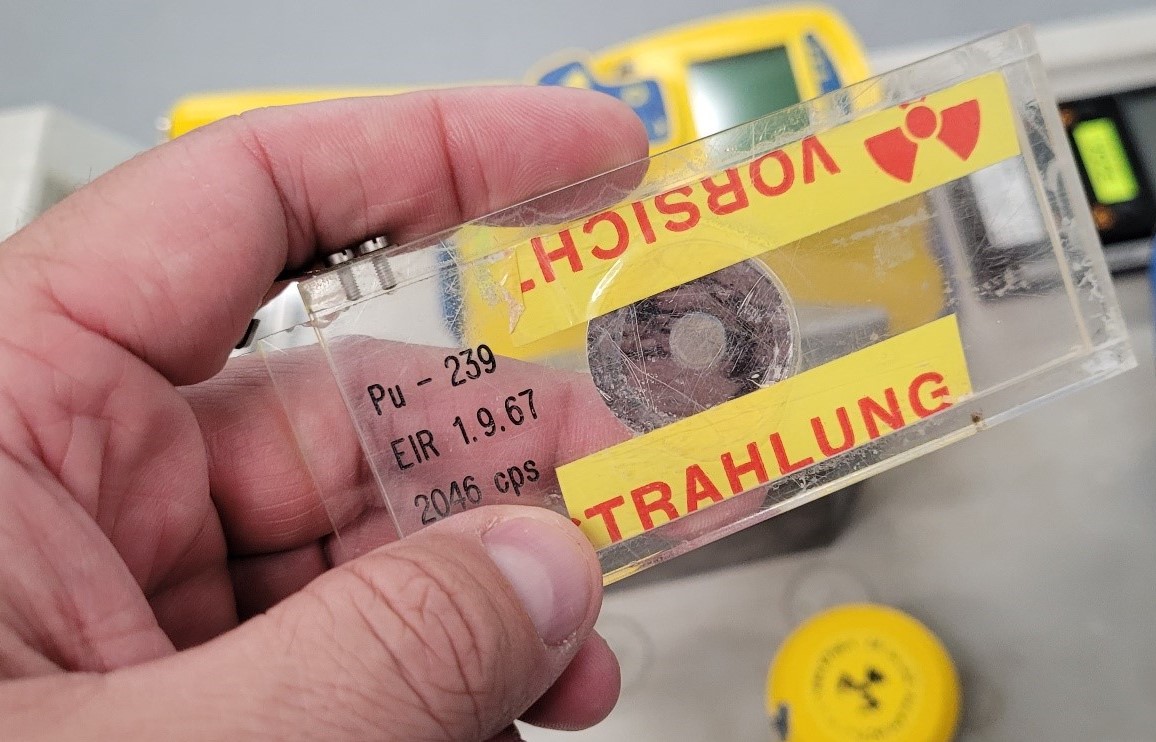 VORSICHT
Pu - 239
EIR 1.9.67
2046 cps
STRAHLUNG